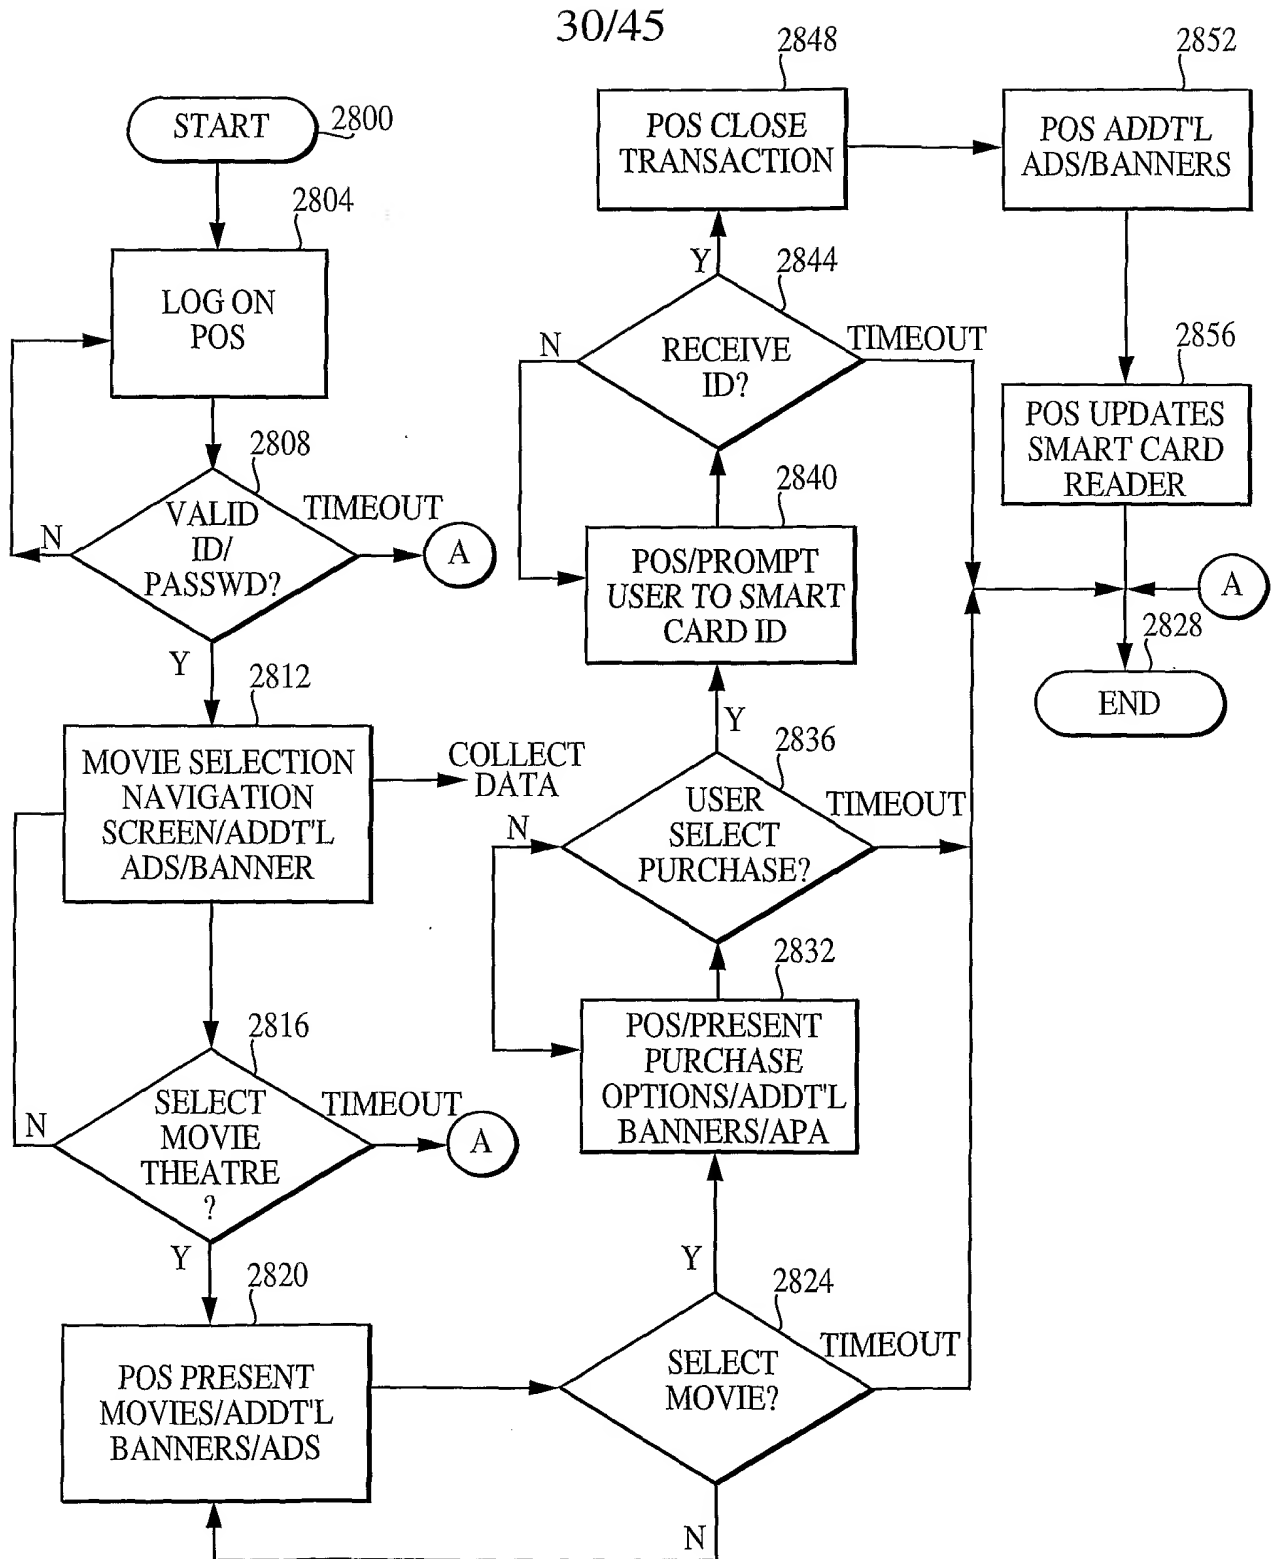 30/45
START
2800
2804
LOG ON
POS
2808
VALID
ID/
PASSWD?
TIMEOUT
N
A
Y
2812
MOVIE SELECTION
NAVIGATION
SCREEN/ADDT'L
ADS/BANNER
COLLECT
DATA
2816
SELECT
MOVIE
THEATRE
?
TIMEOUT
N
A
Y
2820
POS PRESENT
MOVIES/ADDT'L
BANNERS/ADS
2824
SELECT
MOVIE?
TIMEOUT
N
Y
2832
POS/PRESENT
PURCHASE
OPTIONS/ADDT'L
BANNERS/APA
2836
USER
SELECT
PURCHASE?
TIMEOUT
N
Y
2840
POS/PROMPT
USER TO SMART
CARD ID
2844
RECEIVE
ID?
TIMEOUT
N
Y
2848
POS CLOSE
TRANSACTION
2852
POS ADDT'L
ADS/BANNERS
2856
POS UPDATES
SMART CARD
READER
A
2828
END